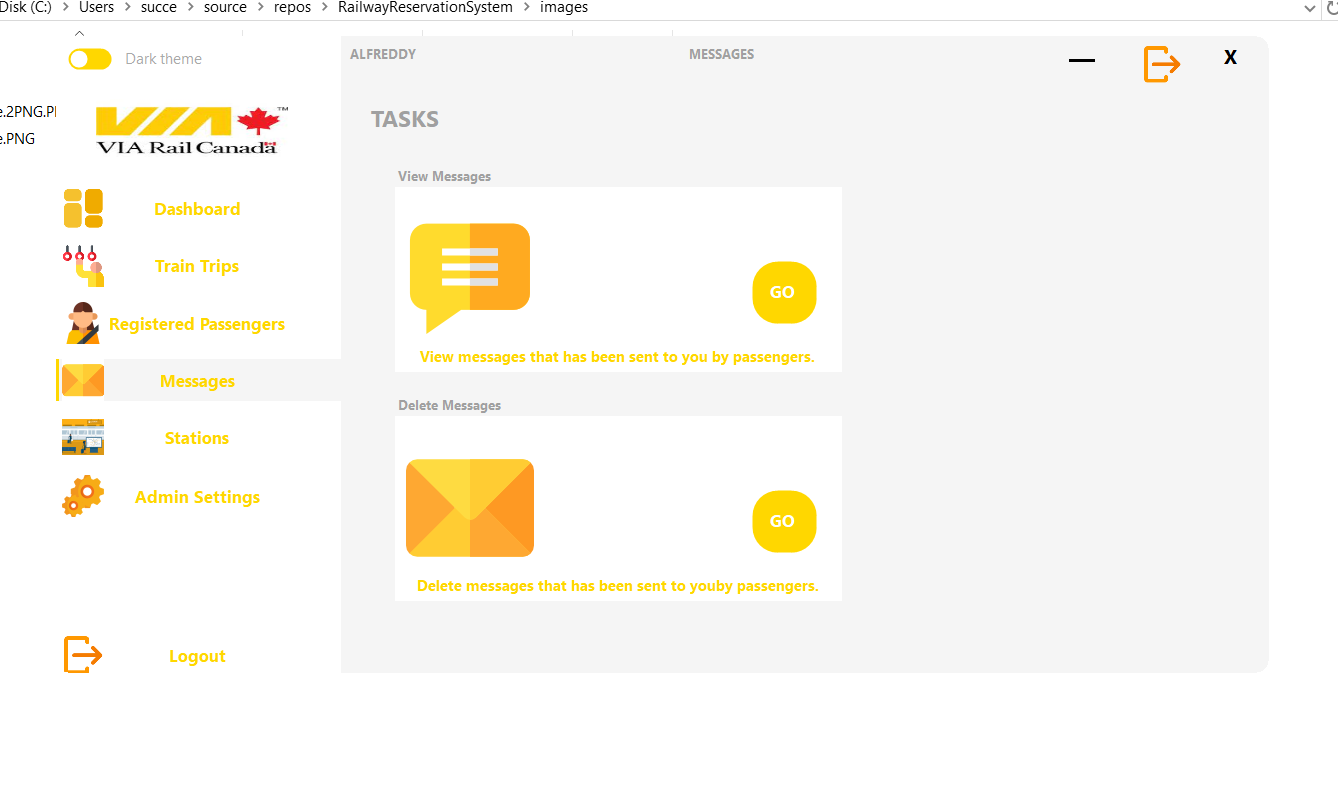 Disk (C:) > Users > succe > source > repos > RailwayReservationSystem > images
Dark theme
ALFREDDY
MESSAGES
X
e.2PNG.P
e.PNG
VIA ™
VIA Rail Canada
TASKS
Dashboard
Train Trips
Registered Passengers
Messages
Stations
Admin Settings
Logout
View Messages
GO
View messages that has been sent to you by passengers.
Delete Messages
GO
Delete messages that has been sent to youby passengers.